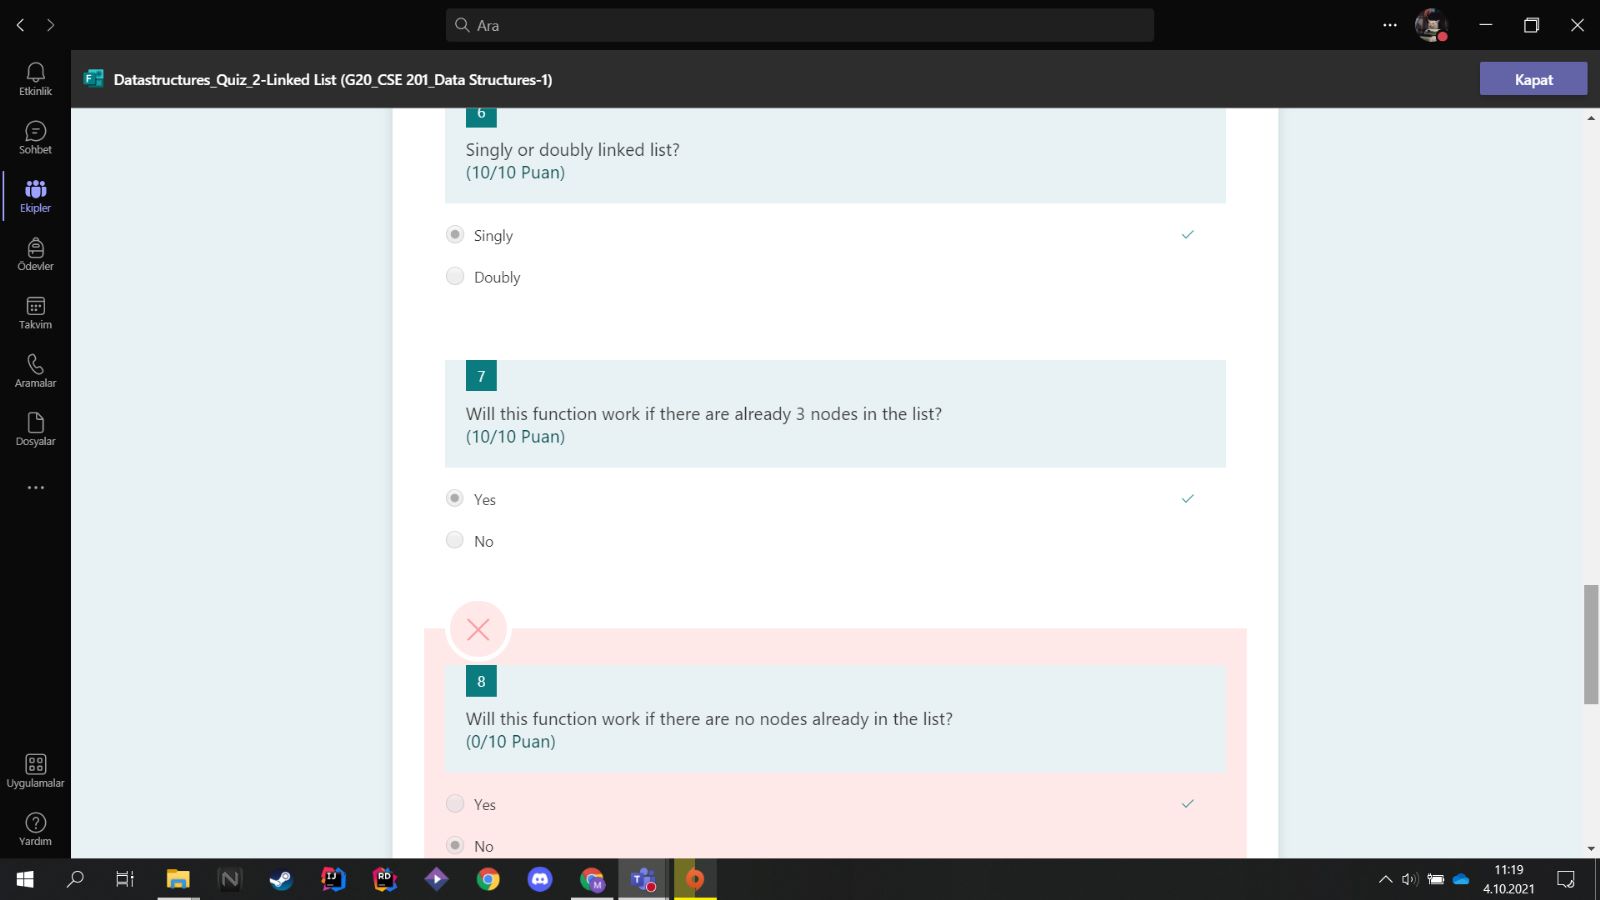 Ara
Datastructures_Quiz_2-Linked List (G20_CSE 201_Data Structures-1)
Kapat
Etkinlik
Sohbet
Ekipler
Ödevler
Takvim
Aramalar
Dosyalar
Uygulamalar
Yardım
6
Singly or doubly linked list?
(10/10 Puan)
Singly
Doubly
7
Will this function work if there are already 3 nodes in the list?
(10/10 Puan)
Yes
No
8
Will this function work if there are no nodes already in the list?
(0/10 Puan)
Yes
No
11:19
4.10.2021